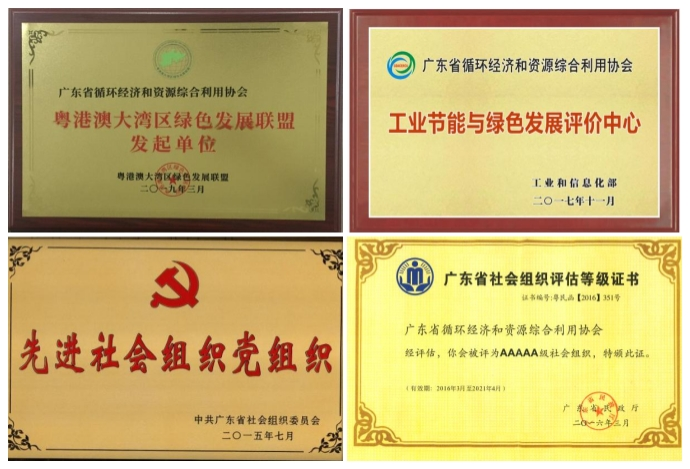 广东省循环经济和资源综合利用协会
粤港澳大湾区绿色发展联盟
发起单位
粤港澳大湾区绿色发展联盟
二〇一九年三月
广东省循环经济和资源综合利用协会
工业节能与绿色发展评价中心
工业和信息化部
二〇一七年十一月
先进社会组织党组织
中共广东省社会组织委员会
二〇一五年七月
广东省社会组织评估等级证书
证书编号:粤民函【2016】351号
广东省循环经济和资源综合利用协会
经评估，你会被评为AAAAA级社会组织，特颁此证。
（有效期：2016年3月至2021年4月）
广东省民政厅
二〇一六年三月